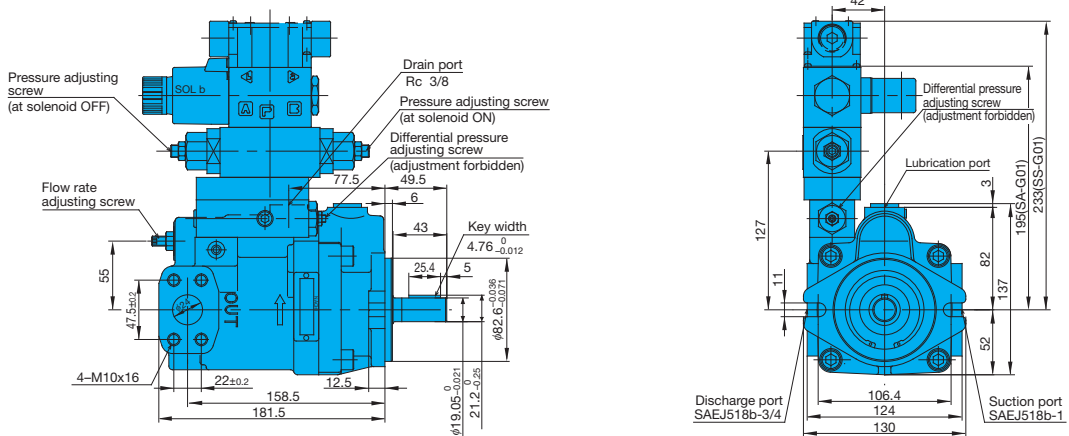 Pressure adjusting
screw
(at solenoid OFF)
SOL b
A P B
Drain port
Rc 3/8
Pressure adjusting screw
(at solenoid ON)
Differential pressure
adjusting screw
(adjustment forbidden)
77.5
49.5
6
43
Flow rate
adjusting screw
Key width
4.76 0 -0.012
25.4
5
55
47.5±0.2
OUT
4–M10x16
22±0.2
12.5
158.5
181.5
ϕ82.6 -0.036 -0.071
ϕ19.05 0 -0.021
21.2 0 -0.25
42
Differential pressure
adjusting screw
(adjustment forbidden)
Lubrication port
3
195(SA-G01)
233(SS-G01)
127
11
82
137
52
Discharge port
SAEJ518b-3/4
106.4
124
130
Suction port
SAEJ518b-1